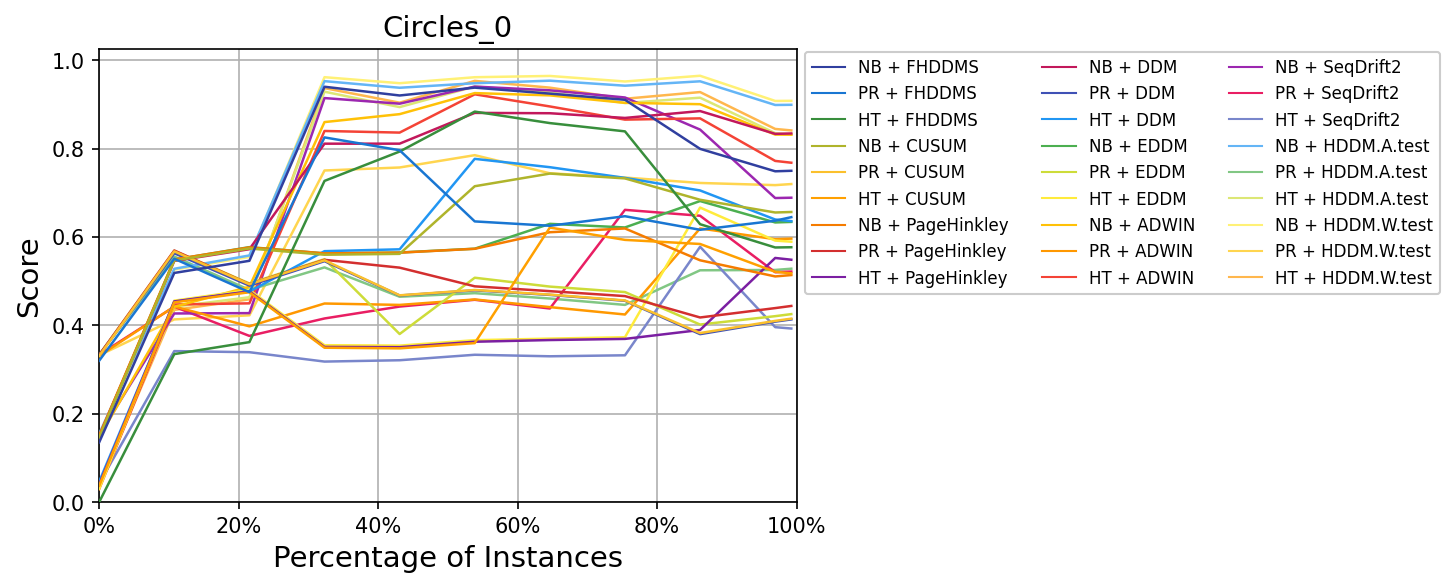 Circles_0
Score
1.0
0.8
0.6
0.4
0.2
0.0
0% 20% 40% 60% 80% 100%
Percentage of Instances
NB + FHDDMS
PR + FHDDMS
HT + FHDDMS
NB + CUSUM
PR + CUSUM
HT + CUSUM
NB + PageHinkley
PR + PageHinkley
HT + PageHinkley
NB + DDM
PR + DDM
HT + DDM
NB + EDDM
PR + EDDM
HT + EDDM
NB + ADWIN
PR + ADWIN
HT + ADWIN
NB + SeqDrift2
PR + SeqDrift2
HT + SeqDrift2
NB + HDDM.A.test
PR + HDDM.A.test
HT + HDDM.A.test
NB + HDDM.W.test
PR + HDDM.W.test
HT + HDDM.W.test